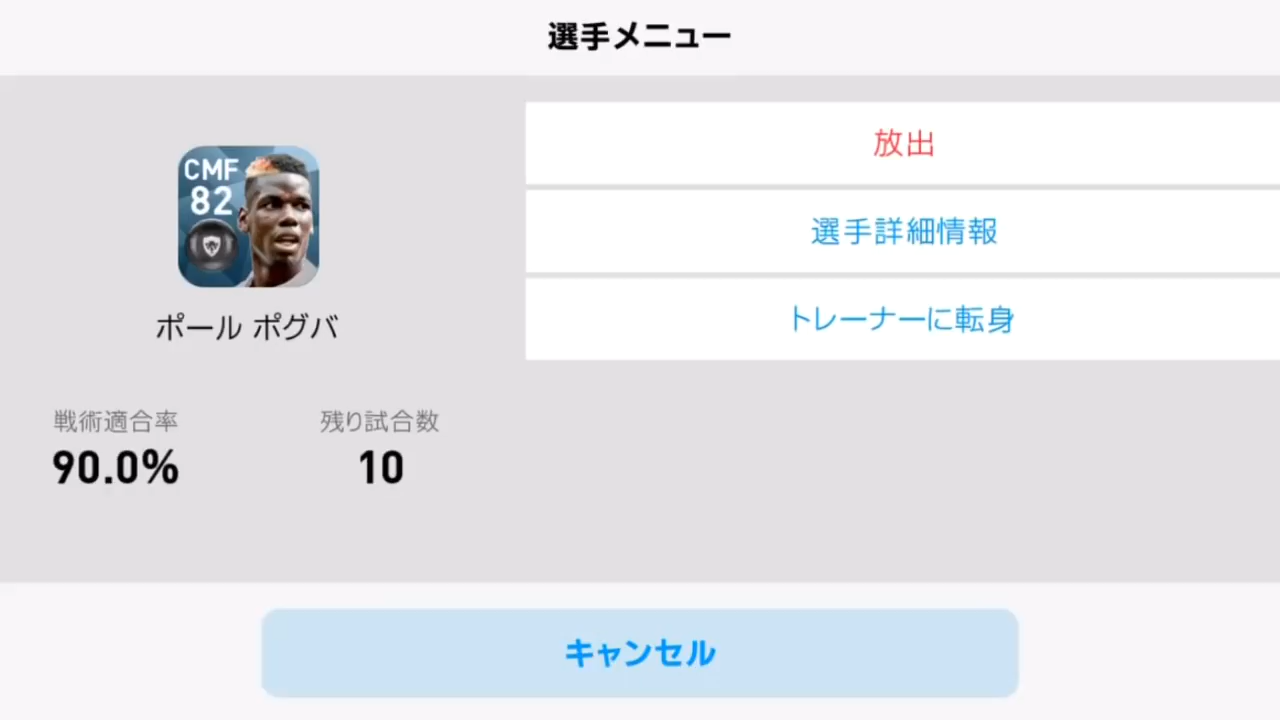 選手メニュー
CMF
82
ポール ポグバ
戦術適合率
90.0%
残り試合数
10
放出
選手詳細情報
トレーナーに転身
キャンセル